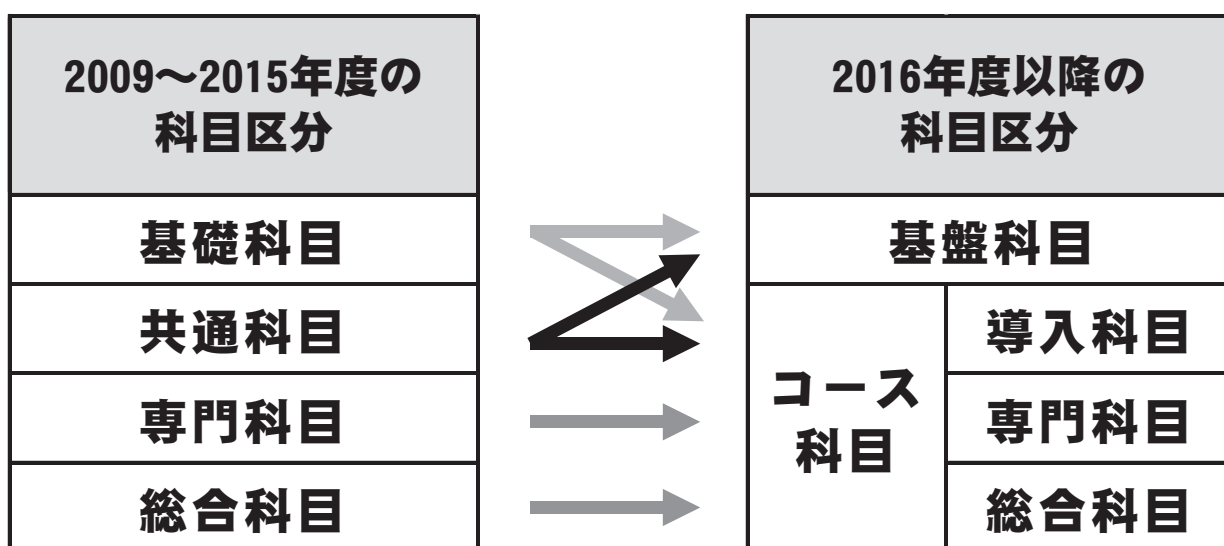 2009〜2015年度の
科目区分
基礎科目
共通科目
専門科目
総合科目
2016年度以降の
科目区分
基盤科目
コース
科目
導入科目
専門科目
総合科目